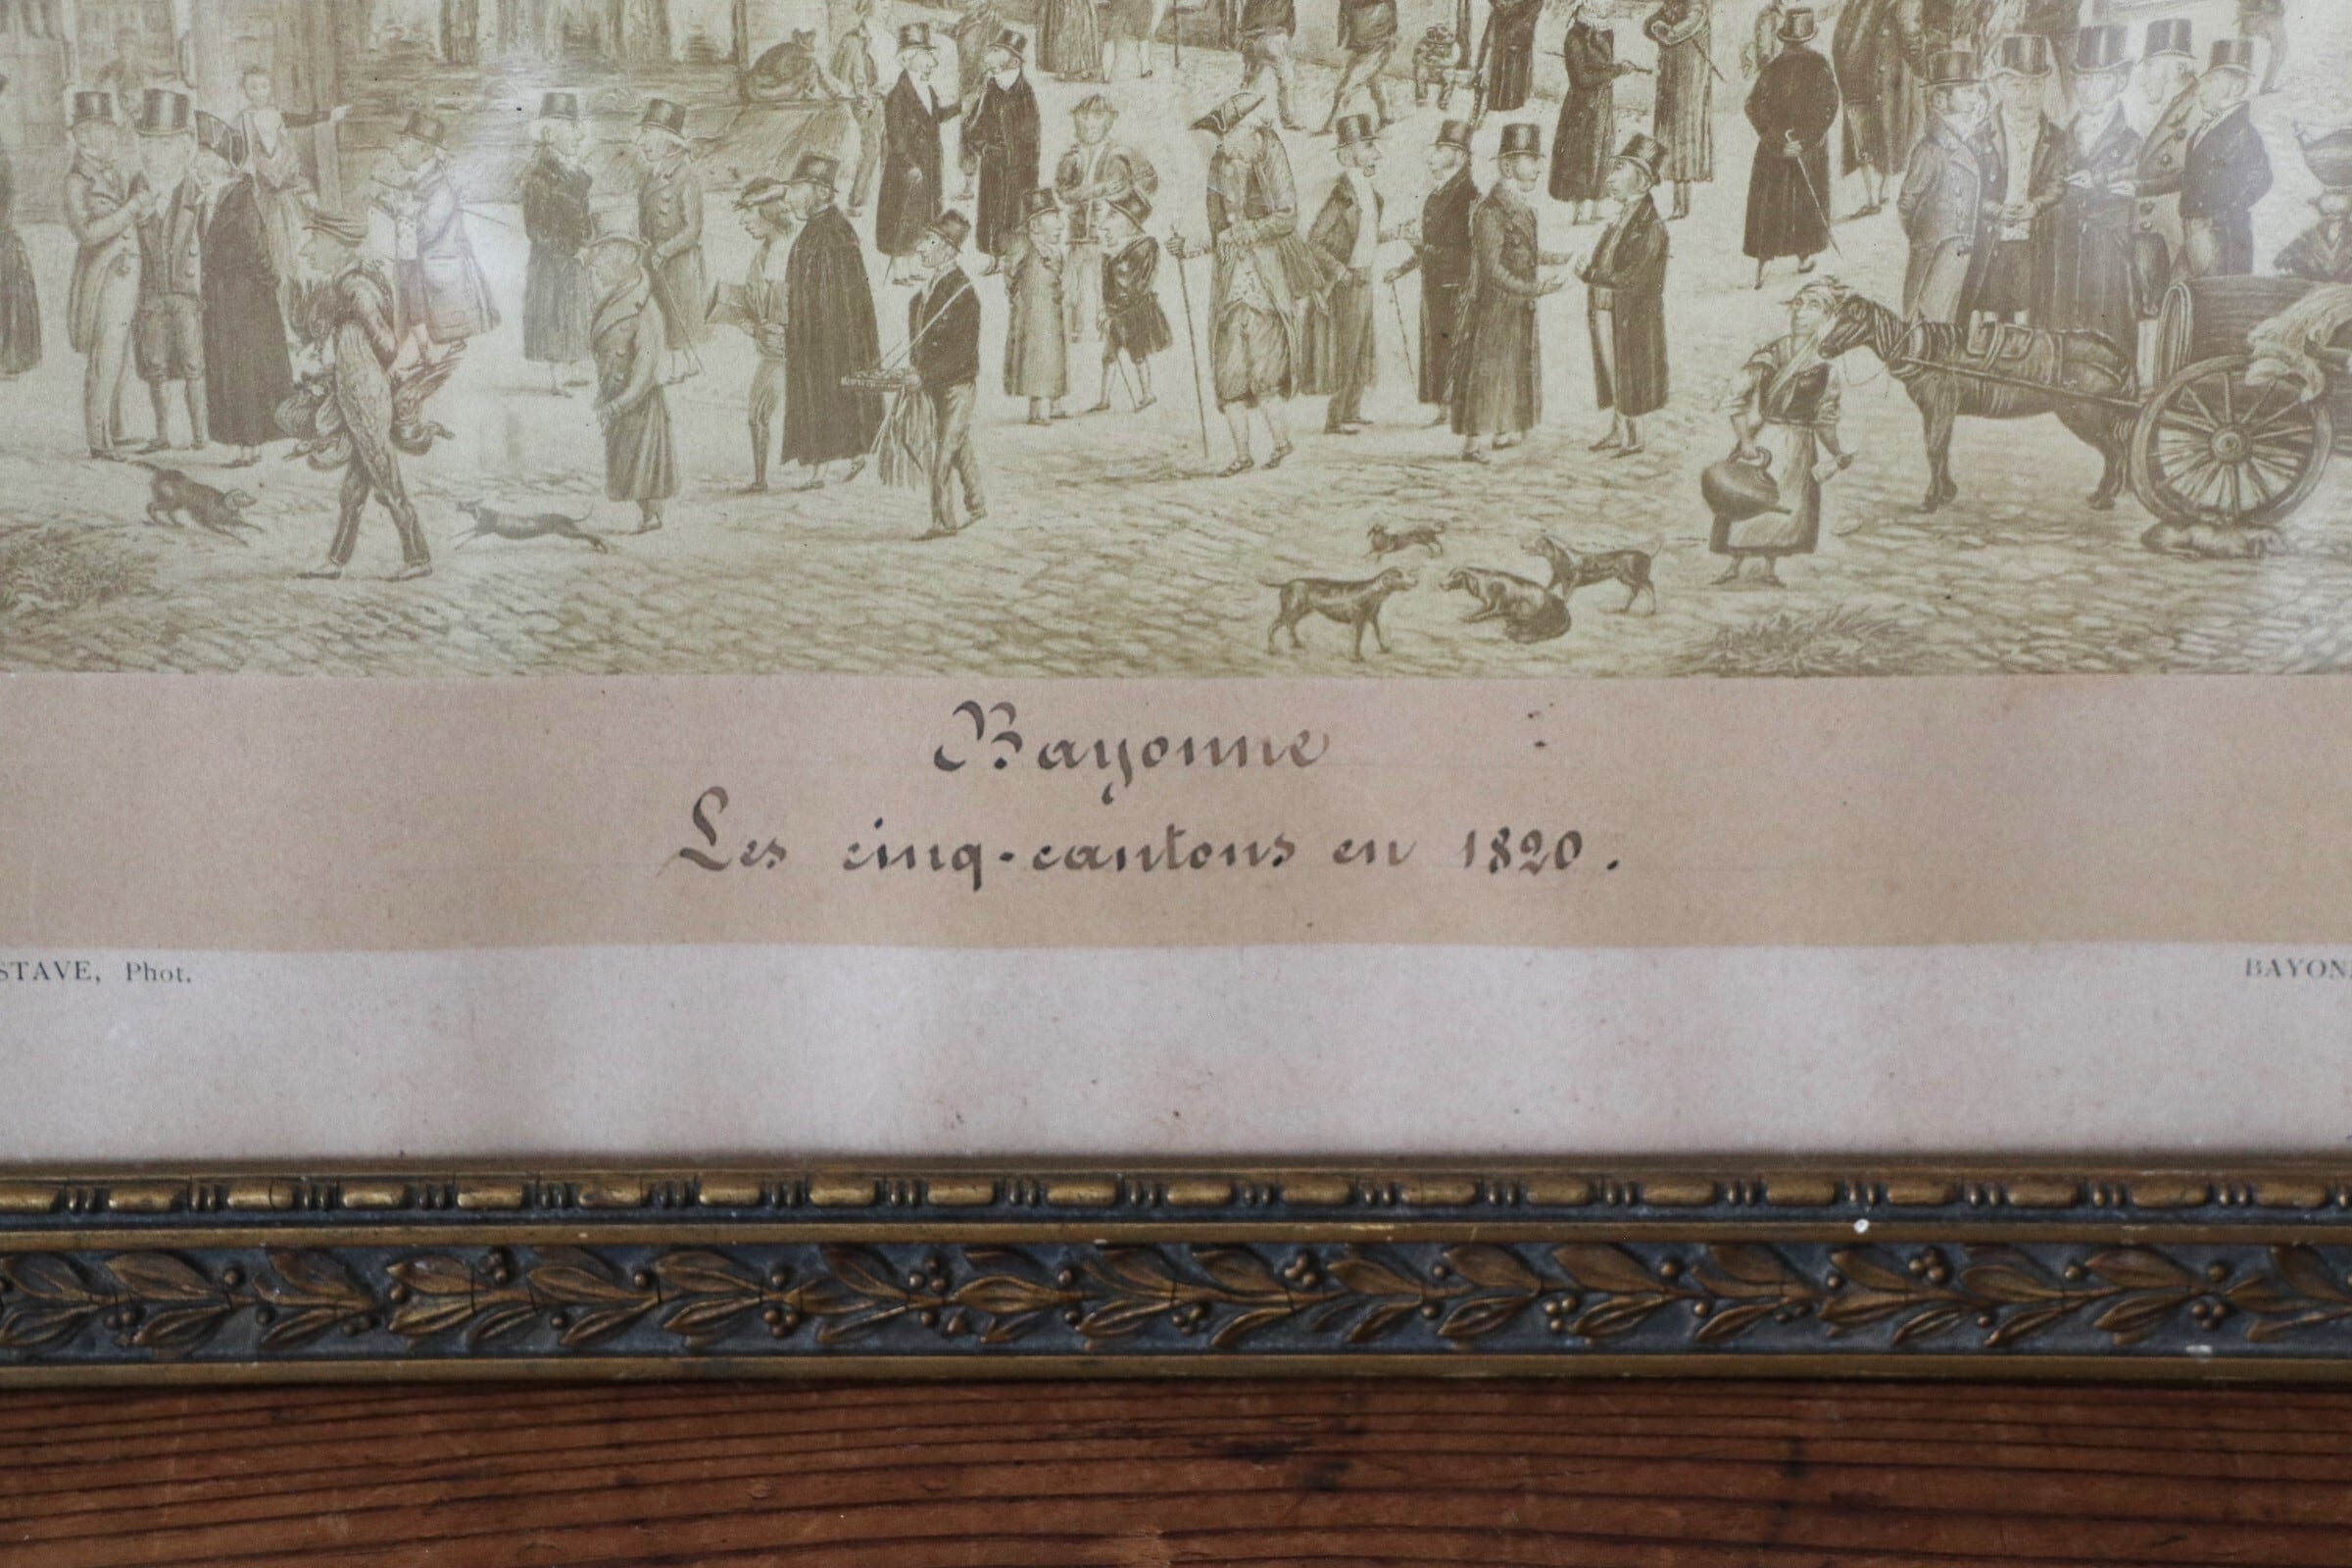 Bayonne
Les cinq-cantons en 1820.
STAVE, Phot.
BAYON